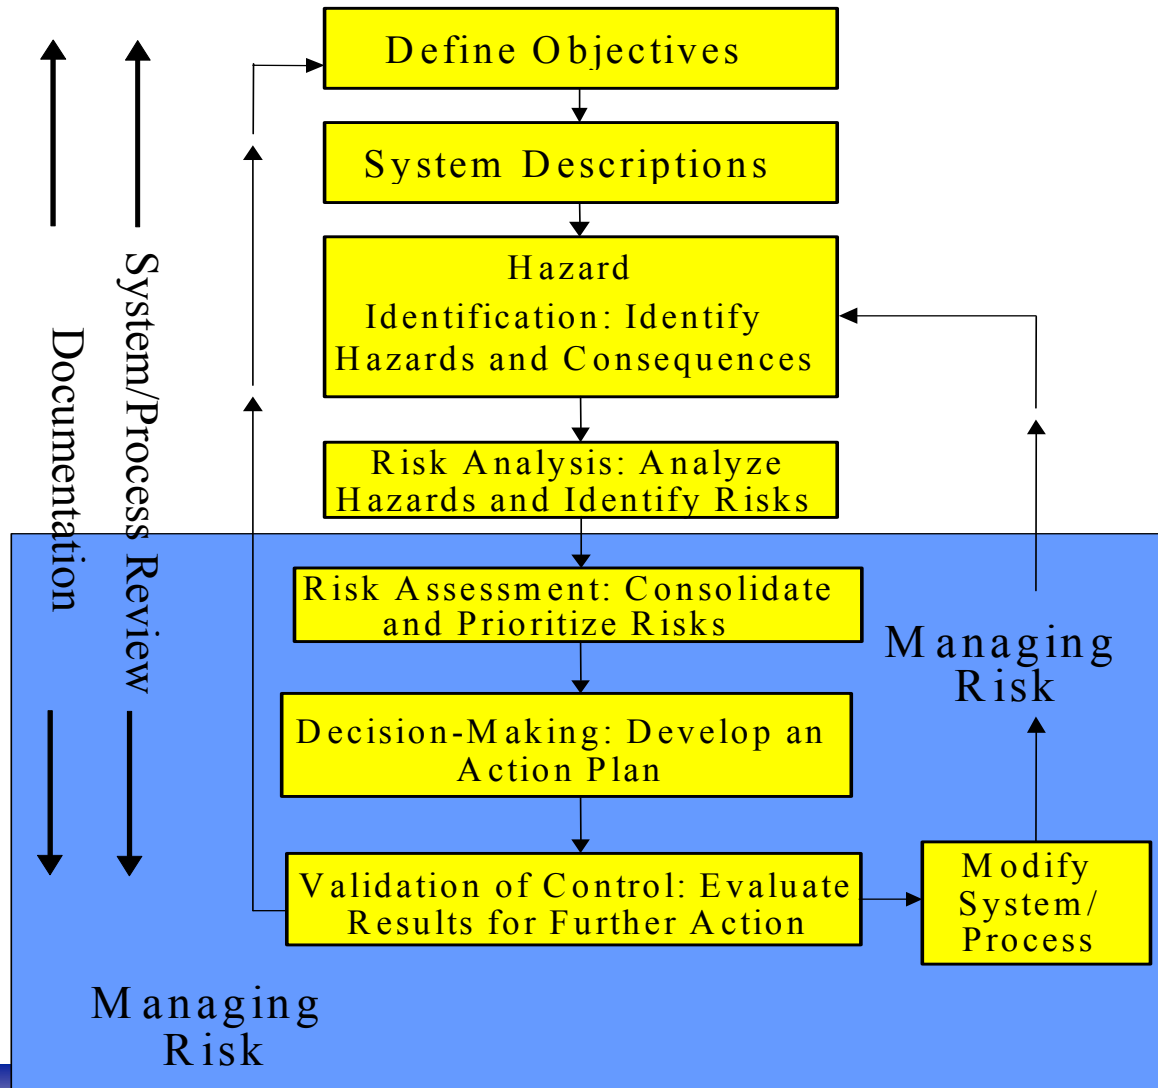 Define Objectives
System Descriptions
Hazard
Identification: Identify
Hazards and Consequences
Risk Analysis: Analyze
Hazards and Identify Risks
Risk Assessment: Consolidate
and Prioritize Risks
Decision-Making: Develop an
Action Plan
Validation of Control: Evaluate
Results for Further Action
Modify
System/
Process
Managing
Risk
Managing
Risk
System/Process Review
Documentation